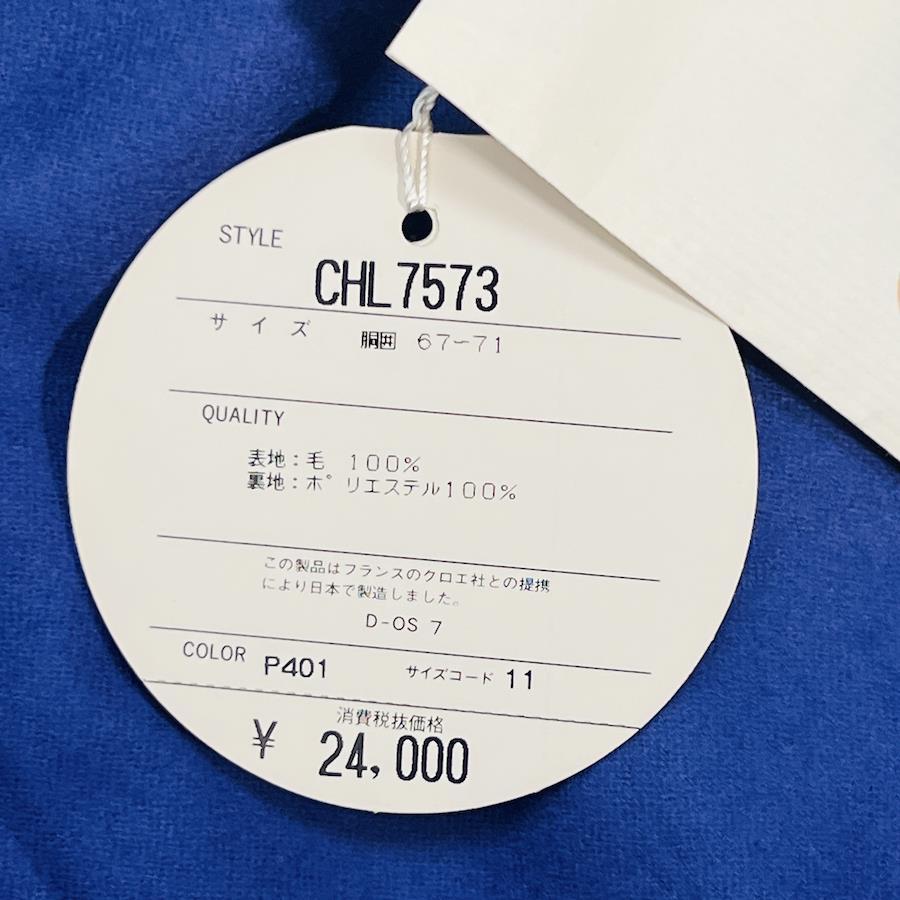 STYLE
CHL7573
サイズ
胴囲 67-71
QUALITY
表地:毛 100%
裏地:ポリエステル100%
この製品はフランスのクロエ社との提携
により日本で製造しました。
D-OS 7
COLOR P401 サイズコード 11
消費税抜価格
¥ 24,000